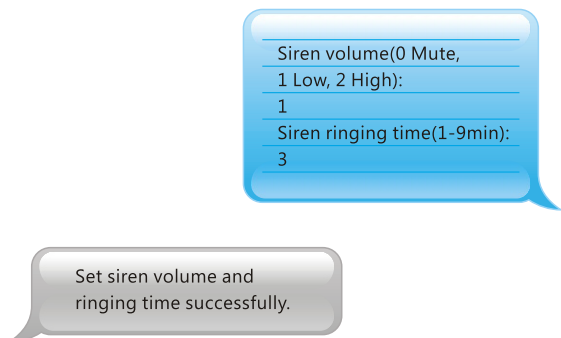 Siren volume(0 Mute,
1 Low, 2 High):
1
Siren ringing time(1-9min):
3
Set siren volume and
ringing time successfully.